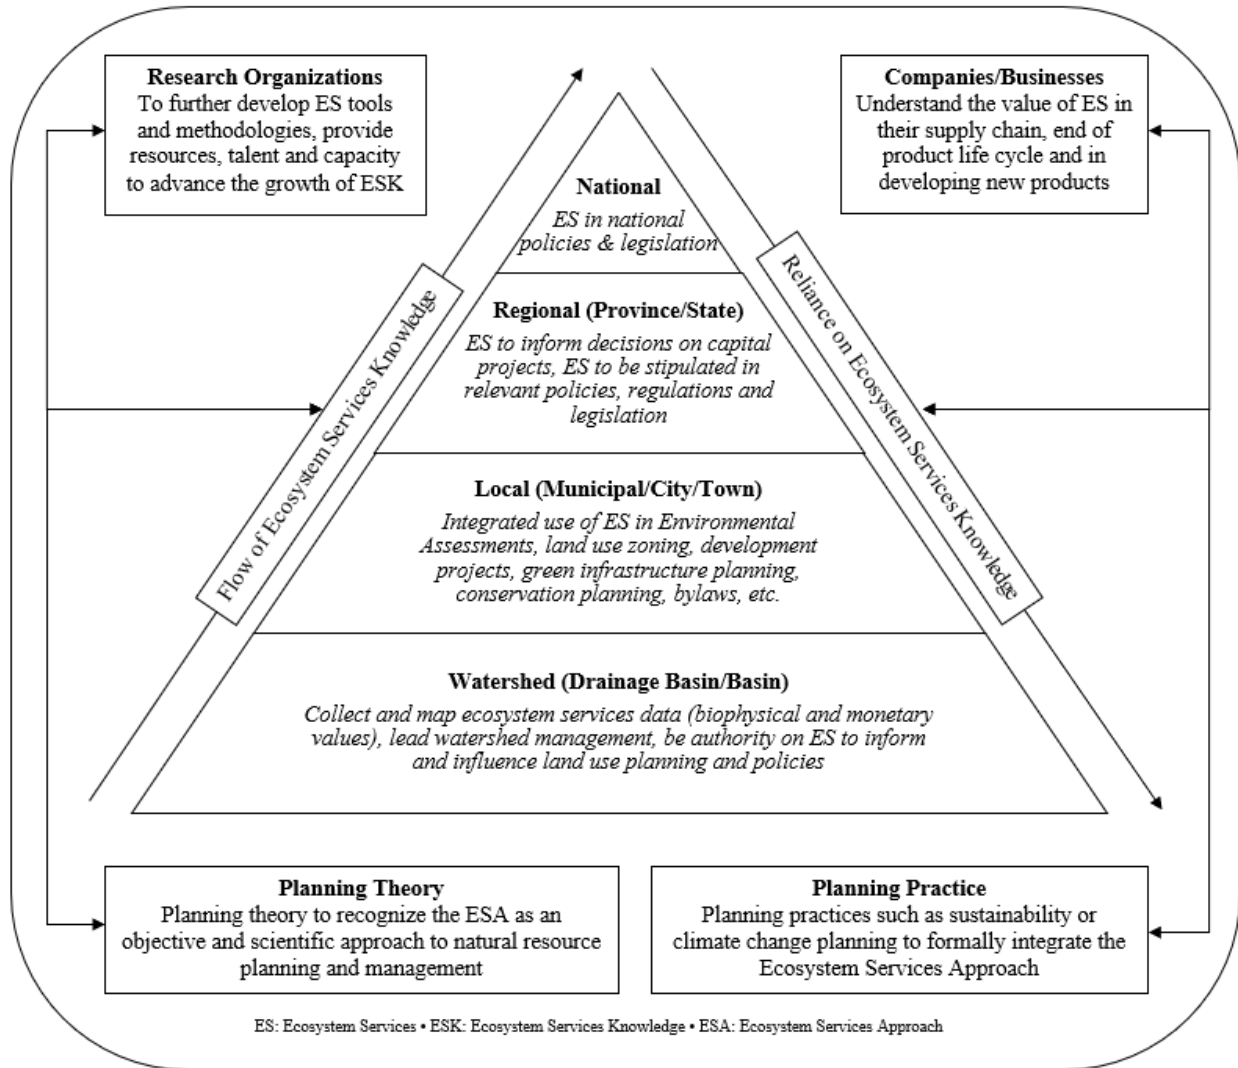 Research Organizations
To further develop ES tools
and methodologies, provide
resources, talent and capacity
to advance the growth of ESK
Companies/Businesses
Understand the value of ES in
their supply chain, end of
product life cycle and in
developing new products
National
ES in national
policies & legislation
Regional (Province/State)
ES to inform decisions on capital
projects, ES to be stipulated in
relevant policies, regulations and
legislation
Flow of Ecosystem Services Knowledge
Reliance on Ecosystem Services Knowledge
Local (Municipal/City/Town)
Integrated use of ES in Environmental
Assessments, land use zoning, development
projects, green infrastructure planning,
conservation planning, bylaws, etc.
Watershed (Drainage Basin/Basin)
Collect and map ecosystem services data (biophysical and monetary
values), lead watershed management, be authority on ES to inform
and influence land use planning and policies
Planning Theory
Planning theory to recognize the ESA as an
objective and scientific approach to natural resource
planning and management
Planning Practice
Planning practices such as sustainability or
climate change planning to formally integrate the
Ecosystem Services Approach
ES: Ecosystem Services • ESK: Ecosystem Services Knowledge • ESA: Ecosystem Services Approach